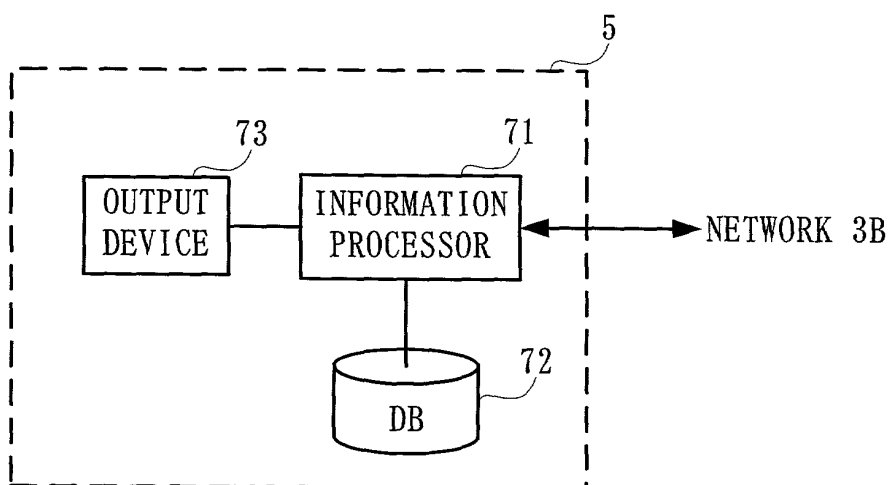 5
73
71
OUTPUT
DEVICE
INFORMATION
PROCESSOR
NETWORK 3B
72
DB